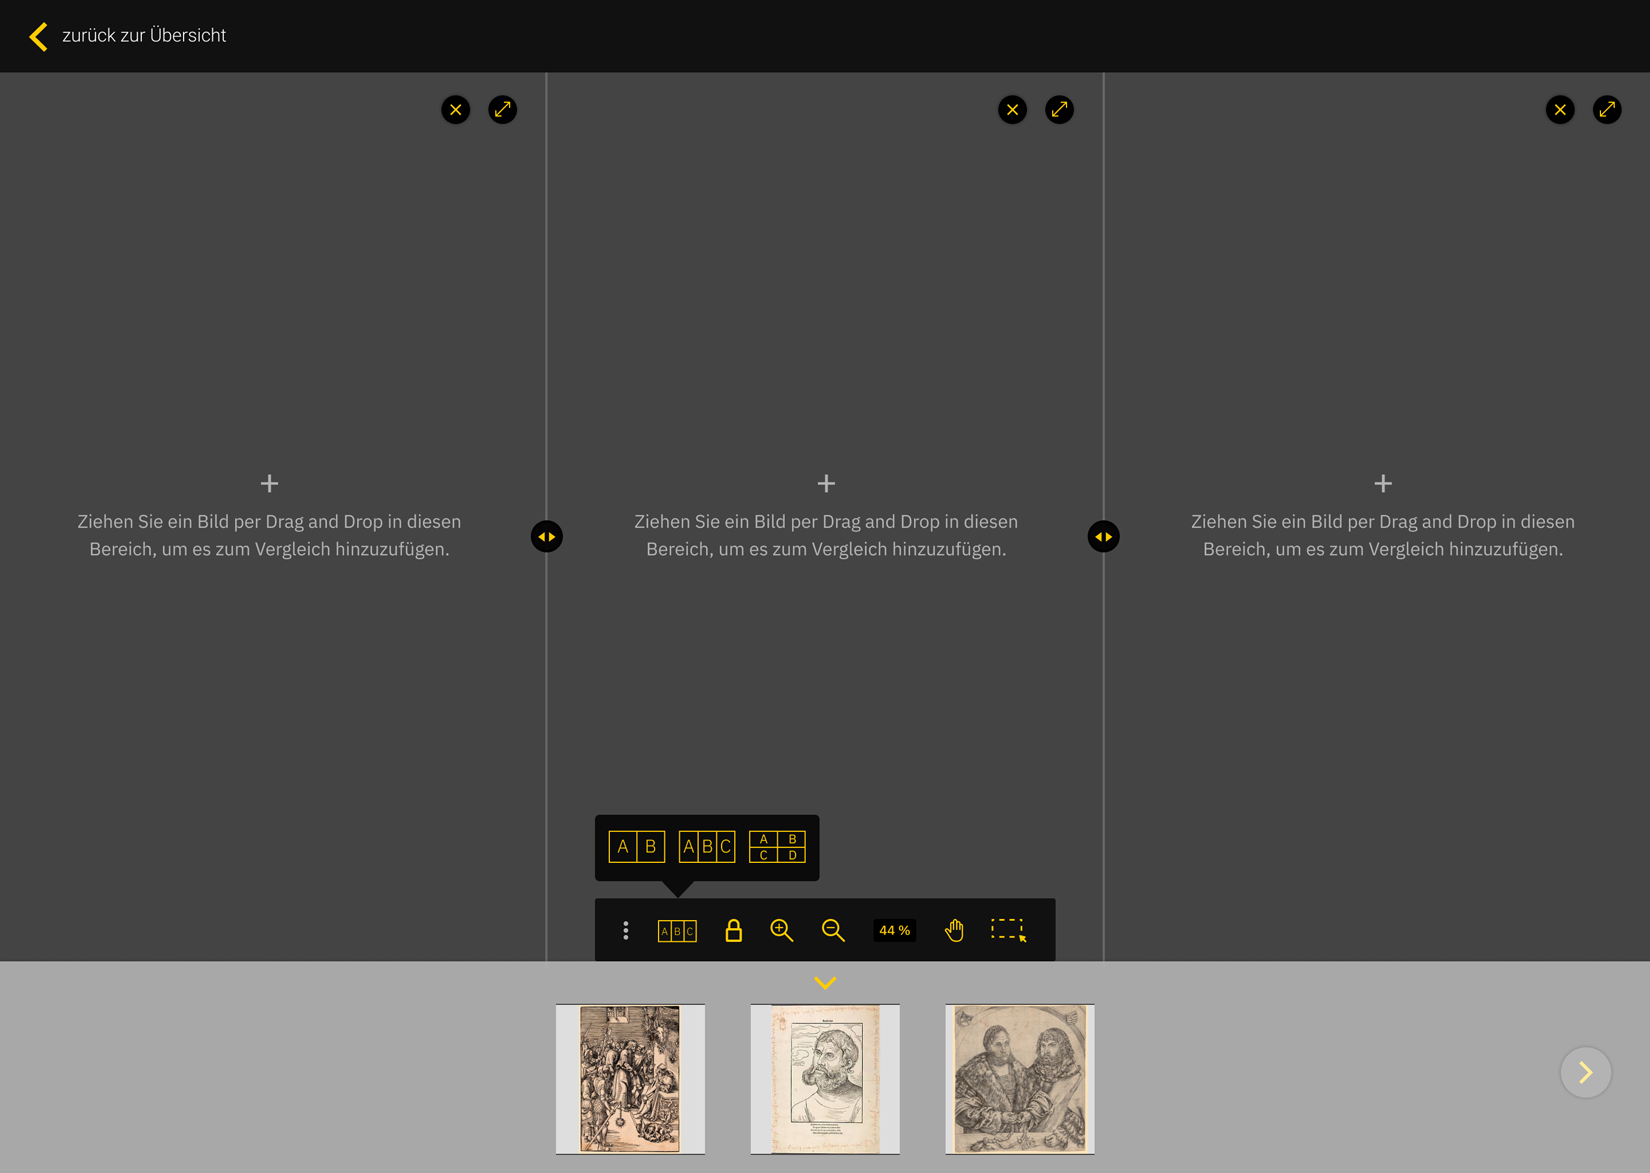 zurück zur Übersicht
Ziehen Sie ein Bild per Drag and Drop in diesen
Bereich, um es zum Vergleich hinzuzufügen.
Ziehen Sie ein Bild per Drag and Drop in diesen
Bereich, um es zum Vergleich hinzuzufügen.
Ziehen Sie ein Bild per Drag and Drop in diesen
Bereich, um es zum Vergleich hinzuzufügen.
A B
A B C
A B
C D
A B C
44 %